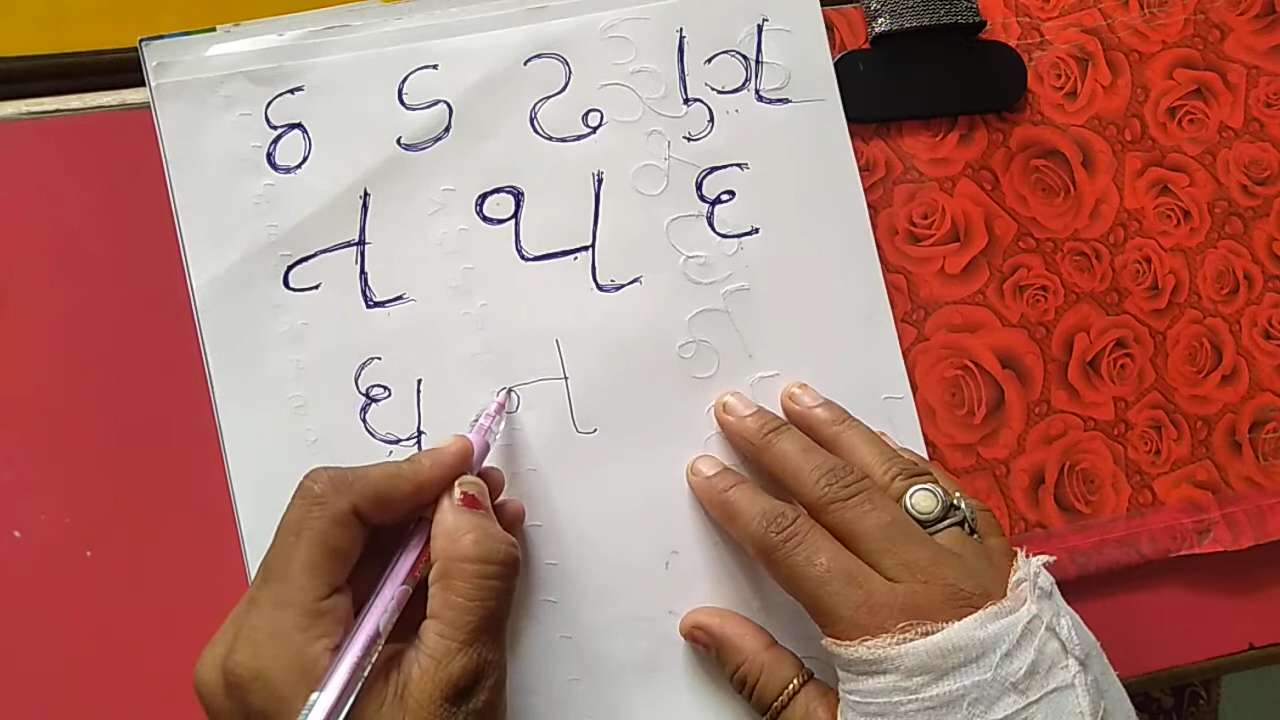 ઠ ડ ઢ ણ
ત થ દ
ધ ન